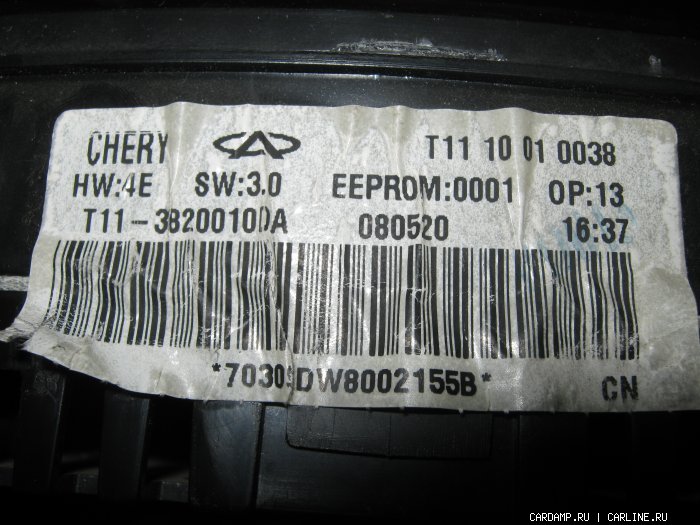 CHERY T11 10 01 0038
HW:4E SW:3.0 EEPROM:0001 OP:13
T11-3820010DA 080520 16:37
*70309DW8002155B* CN
CARDAMP.RU | CARLINE.RU